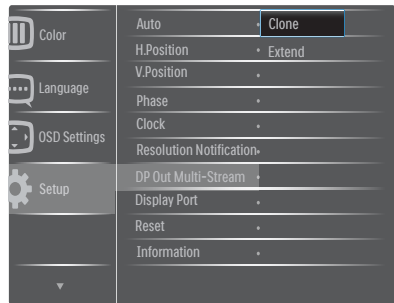 Color
Language
OSD Settings
Setup
Auto
H.Position
V.Position
Phase
Clock
Resolution Notification
DP Out Multi-Stream
Display Port
Reset
Information
Clone
Extend